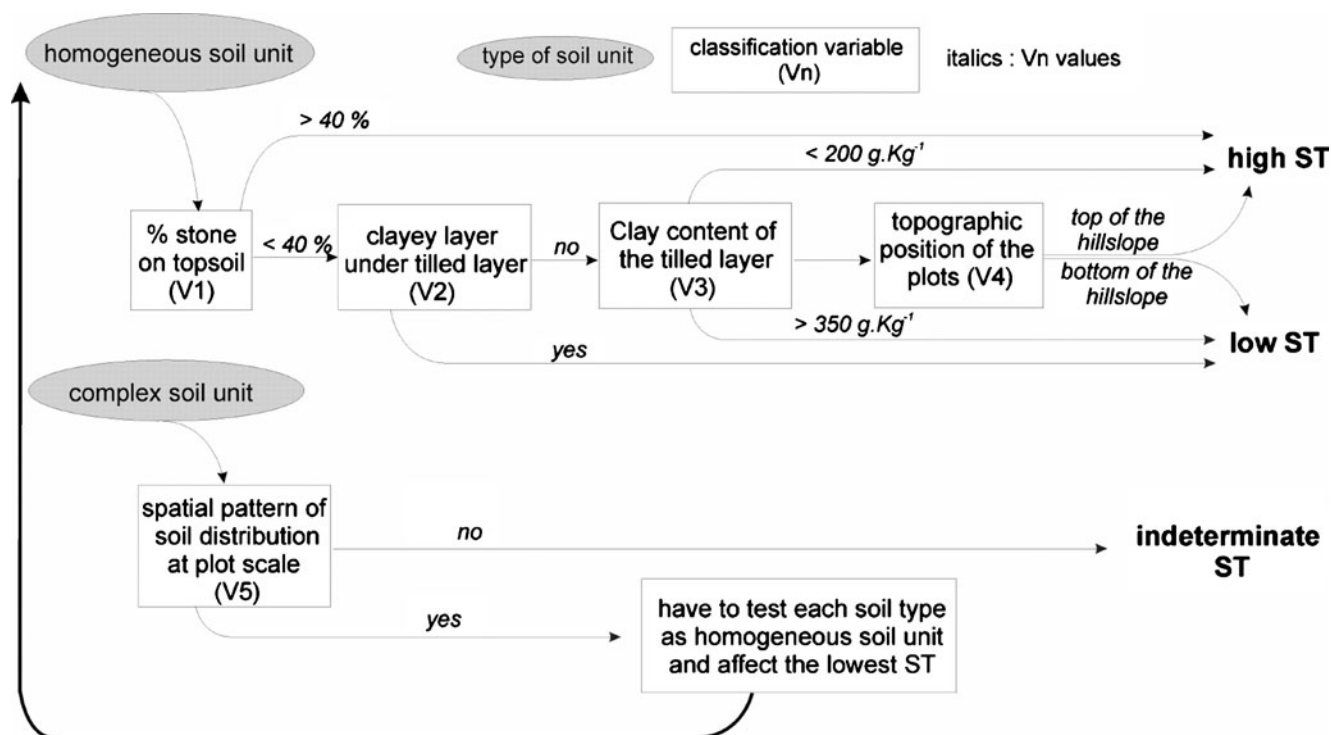 homogeneous soil unit
type of soil unit
classification variable
(Vn)
italics : Vn values
> 40 %
< 200 g.Kg⁻¹
high ST
% stone
on topsoil
(V1)
< 40 %
clayey layer
under tilled layer
(V2)
no
Clay content of
the tilled layer
(V3)
topographic
position of the
plots (V4)
top of the
hillslope
bottom of the
hillslope
> 350 g.Kg⁻¹
yes
low ST
complex soil unit
spatial pattern of
soil distribution
at plot scale
(V5)
no
indeterminate
ST
yes
have to test each soil type
as homogeneous soil unit
and affect the lowest ST